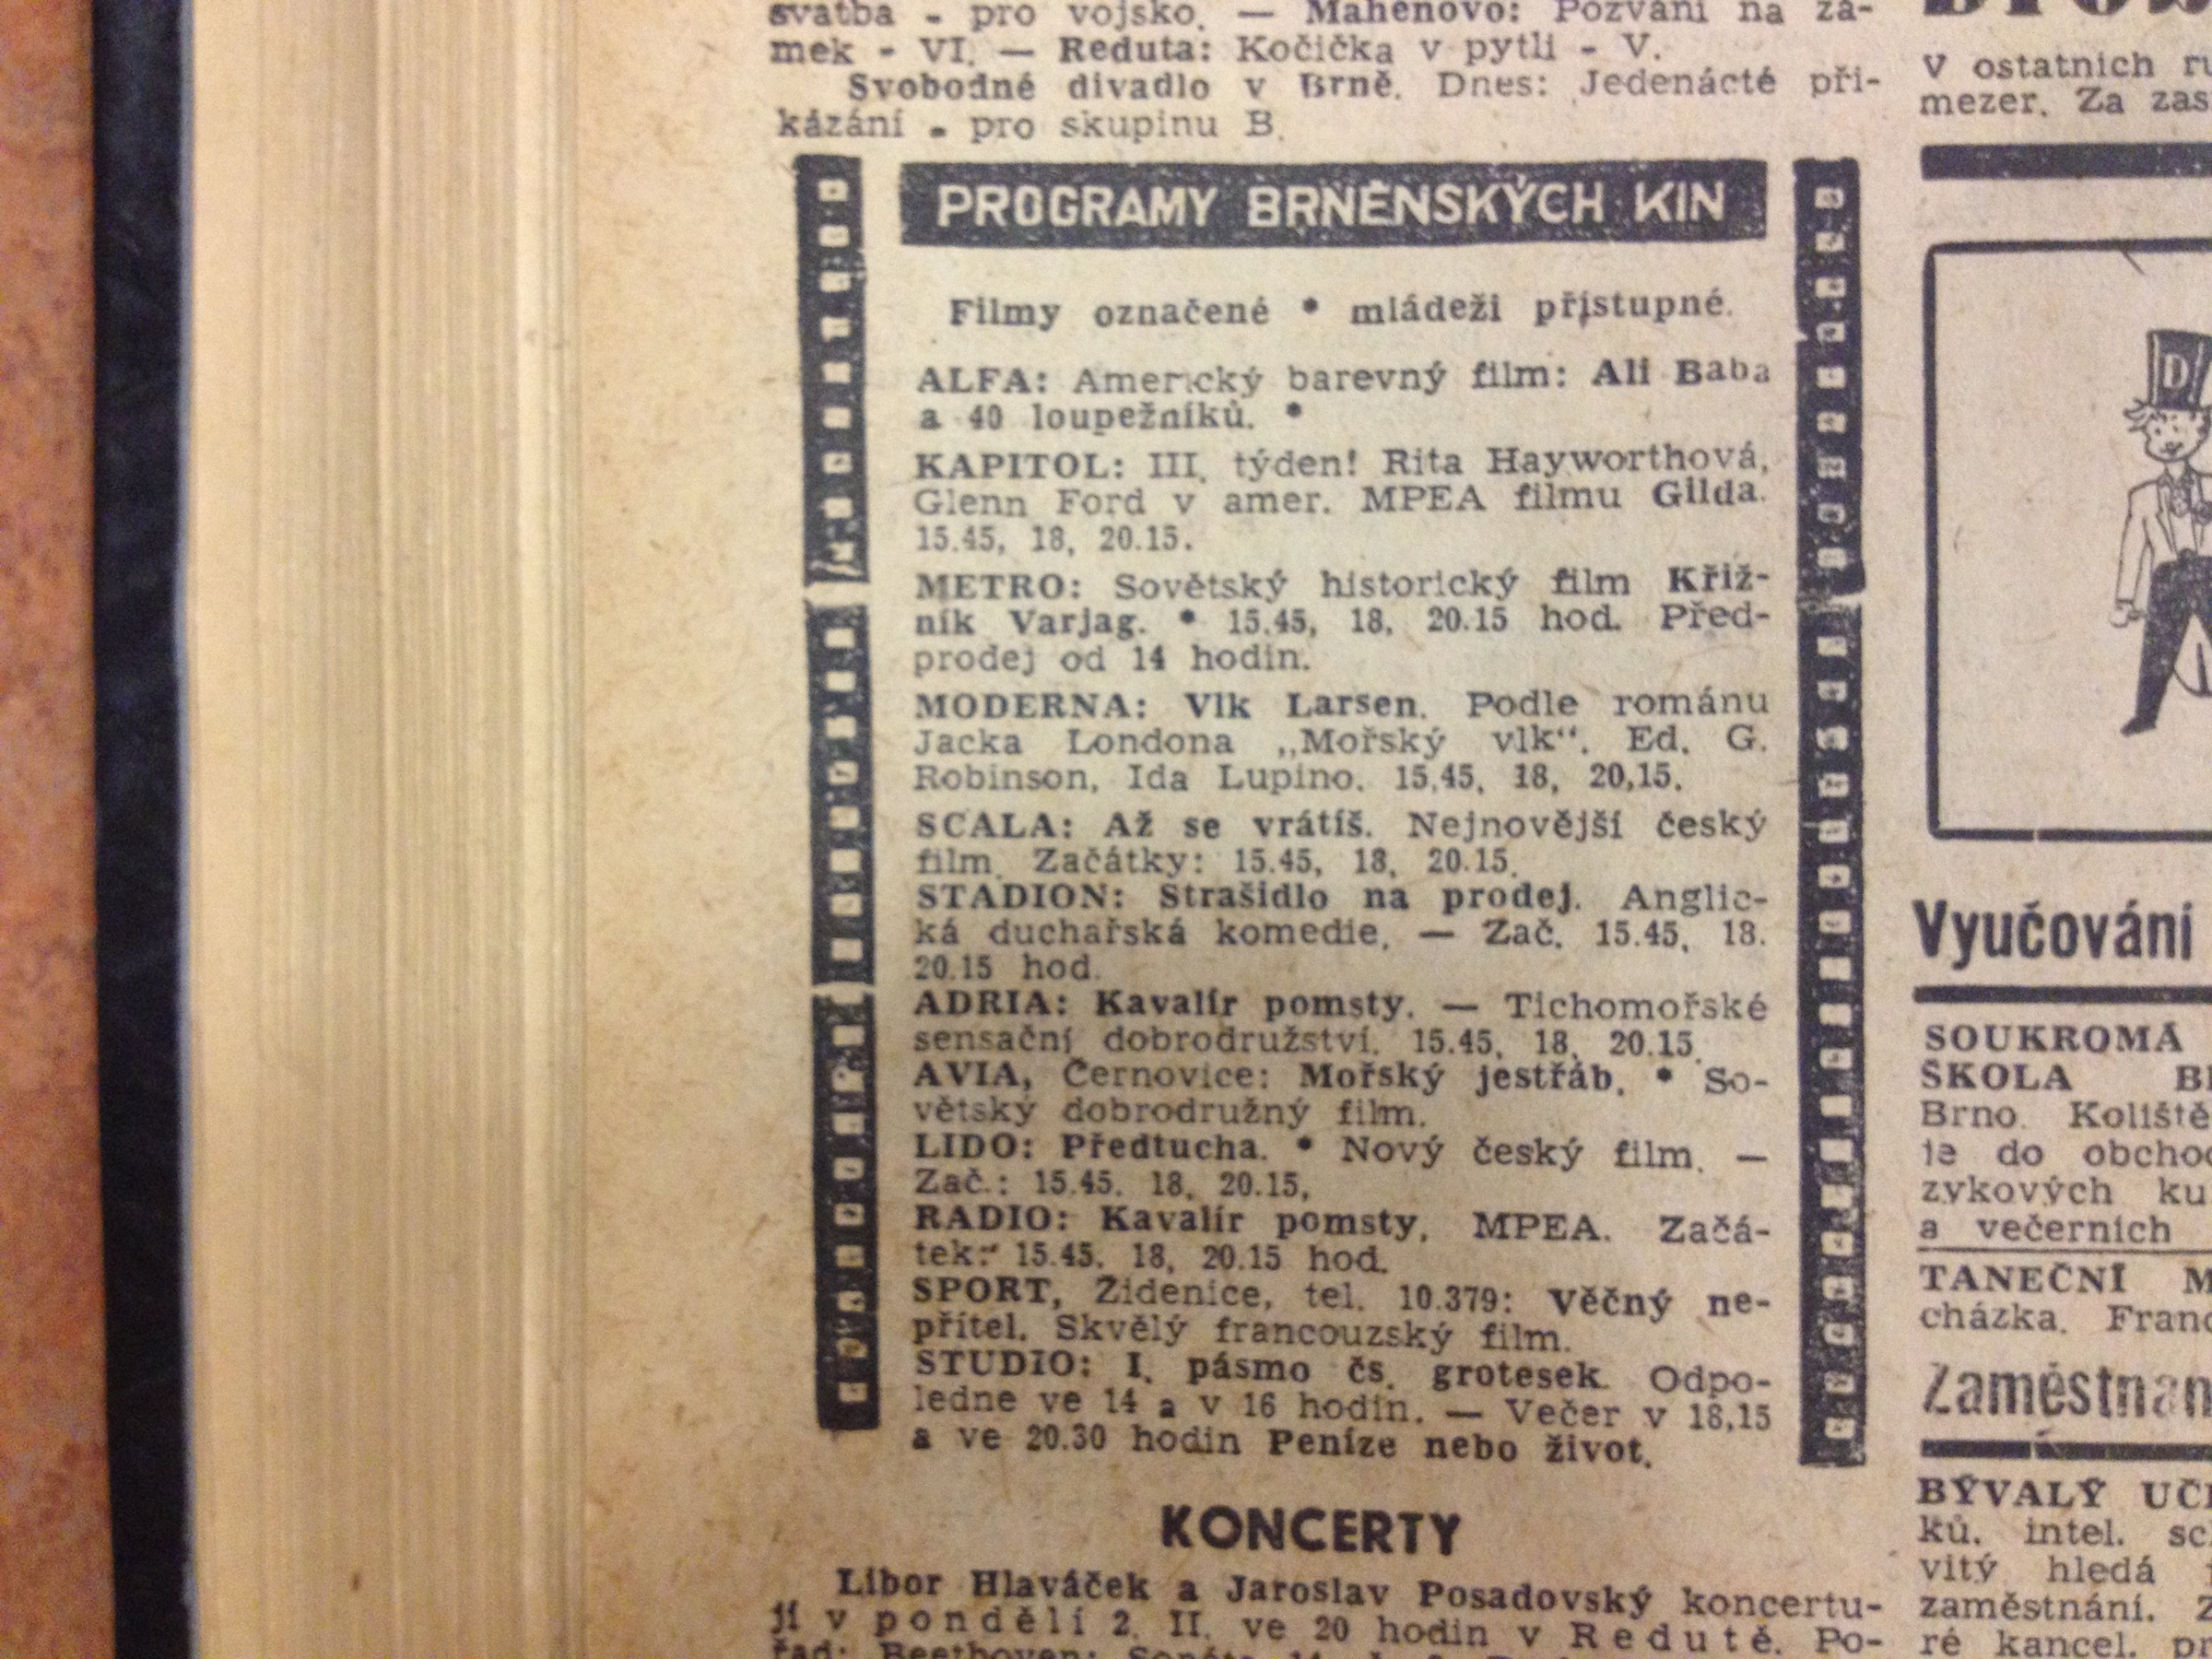 svatba - pro vojsko. — Mahenovo: Pozvání na zá-
mek - VI. — Reduta: Kočička v pytli - V.
Svobodné divadlo v Brně. Dnes: Jedenácté při-
kázání - pro skupinu B.
PROGRAMY BRNĚNSKÝCH KIN
Filmy označené * mládeži přístupné.
ALFA: Americký barevný film: Ali Baba
a 40 loupežníků. *
KAPITOL: III. týden! Rita Hayworthová,
Glenn Ford v amer. MPEA filmu Gilda.
15.45, 18, 20.15.
METRO: Sovětský historický film Křiž-
ník Varjag. * 15.45, 18, 20.15 hod. Před-
prodej od 14 hodin.
MODERNA: Vlk Larsen. Podle románu
Jacka Londona „Mořský vlk“. Ed. G.
Robinson, Ida Lupino. 15,45, 18, 20,15.
SCALA: Až se vrátíš. Nejnovější český
film. Začátky: 15.45, 18, 20.15.
STADION: Strašidlo na prodej. Anglic-
ká duchařská komedie. — Zač. 15.45, 18.
20.15 hod.
ADRIA: Kavalír pomsty. — Tichomořské
sensační dobrodružství. 15.45, 18, 20.15.
AVIA, Černovice: Mořský jestřáb. * So-
větský dobrodružný film.
LIDO: Předtucha. * Nový český film. —
Zač.: 15.45. 18, 20.15,
RADIO: Kavalír pomsty, MPEA. Začá-
tek: 15.45, 18, 20.15 hod.
SPORT, Židenice, tel. 10.379: Věčný ne-
přítel. Skvělý francouzský film.
STUDIO: I. pásmo čs. grotesek. Odpo-
ledne ve 14 a v 16 hodin. — Večer v 18,15
a ve 20.30 hodin Peníze nebo život.
KONCERTY
Libor Hlaváček a Jaroslav Posadovský koncertu-
jí v pondělí 2. II. ve 20 hodin v Redutě. Po-
řad: Beethoven:
V ostatních
mezer. Za
D
Vyučování
SOUKROMÁ
ŠKOLA
Brno. Koliště
je do
zykových
a večerních
TANEČNÍ
cházka.
Zaměstnan
BÝVALÝ
ků. intel.
vitý hledá
zaměstnání.
ré kancel.